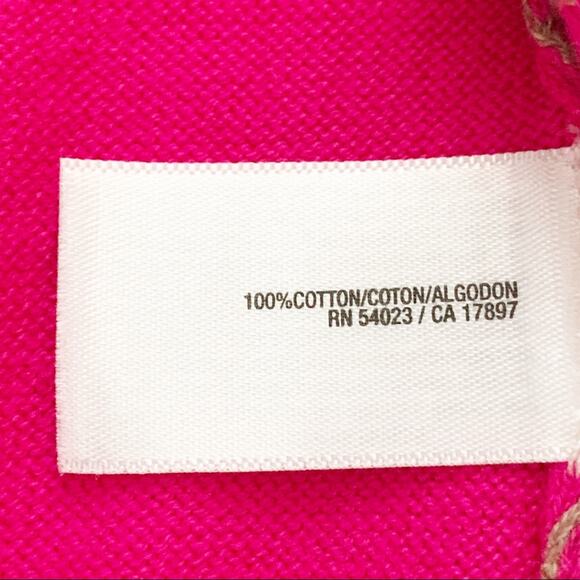 100%COTTON/COTON/ALGODON
RN 54023 / CA 17897